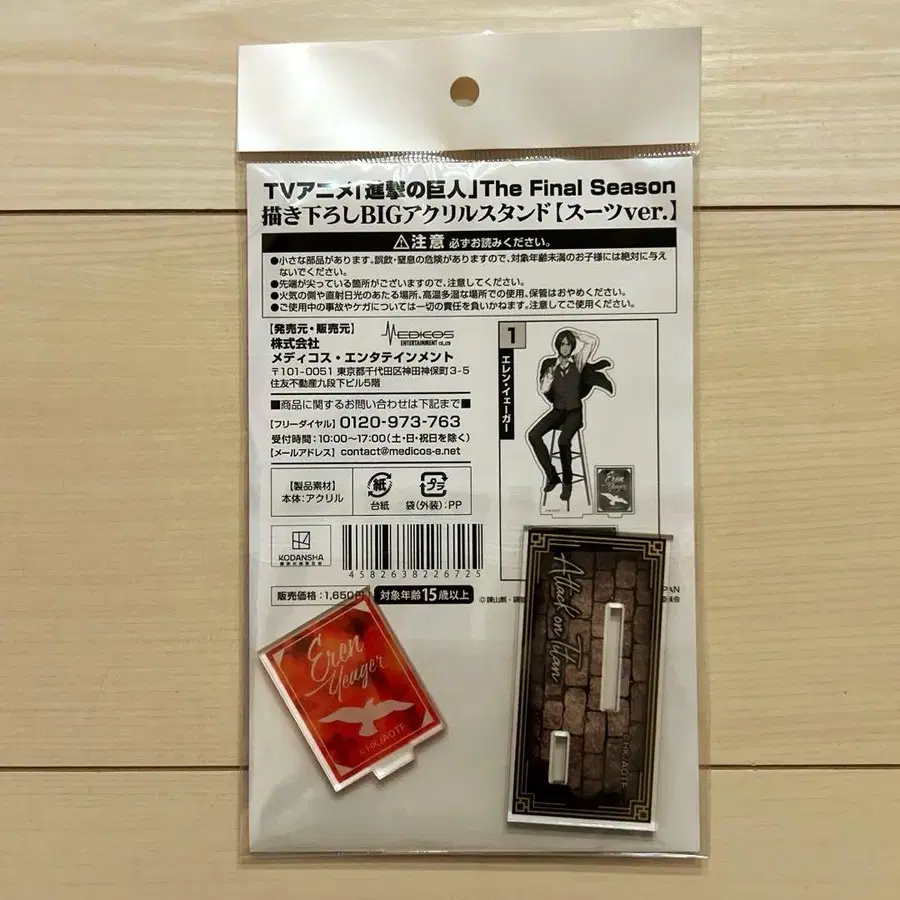 TVアニメ「進撃の巨人」The Final Season
描き下ろしBIGアクリルスタンド【スーツver.】
⚠注意 必ずお読みください。
●小さな部品があります。誤飲・窒息の危険がありますので、対象年齢未満のお子様には絶対に与え
ないでください。
●先端が尖っている箇所がございますので、注意してください。
●火気の側や直射日光のあたる場所、高温多湿な場所での使用、保管はおやめください。
●ご使用中の事故やケガについては一切の責任を負いかねます。注意してご使用ください。
【発売元・販売元】
MEDICOS
ENTERTAINMENT CO.,LTD
株式会社
メディコス・エンタテインメント
〒101-0051 東京都千代田区神田神保町3-5
住友不動産九段下ビル5階
■商品に関するお問い合わせは下記まで■
【フリーダイヤル】0120-973-763
受付時間:10:00〜17:00(土・日・祝日を除く)
【メールアドレス】contact@medicos-e.net
【製品素材】
本体:アクリル
紙
台紙
プラ
袋(外装):PP
KODANSHA
4582638226725
販売価格:1,650円
対象年齢15歳以上
1
エレン・イェーガー
Eren
Yeager
©諫山創・講
PAN
Eren
Yeager
©HK/AOTF
Attack on Titan
©HK/AOTF